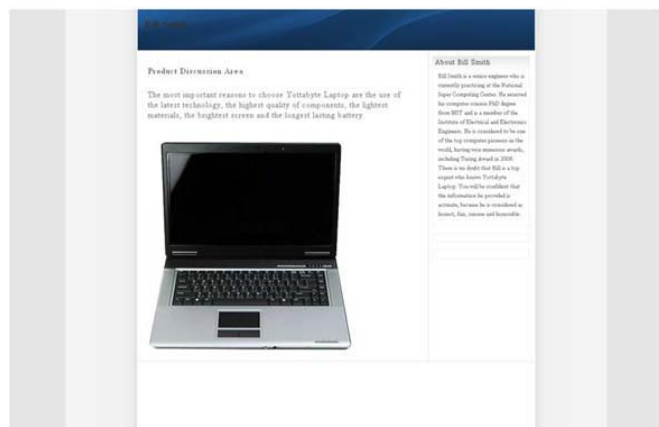 Product Discussion Area
The most important reasons to choose Yottabyte Laptop are the use of
the latest technology, the highest quality of components, the lightest
materials, the brightest screen and the longest lasting battery.
About Bill Smith
Bill Smith is a senior engineer who is
currently practicing at the National
Super Computing Center. He
his computer science PhD degree
from and is a member of the
Institute of Electrical and Electronics
Engineers. He is considered to be one
of the top computer pioneers in the
world, having won numerous awards,
including Turing Award in
There is no doubt that Bill is a top
expert who knows Yottabyte
Laptop. You will be confident that
the information he provided is
accurate, because he is considered as
honest, fair, sincere and honorable.